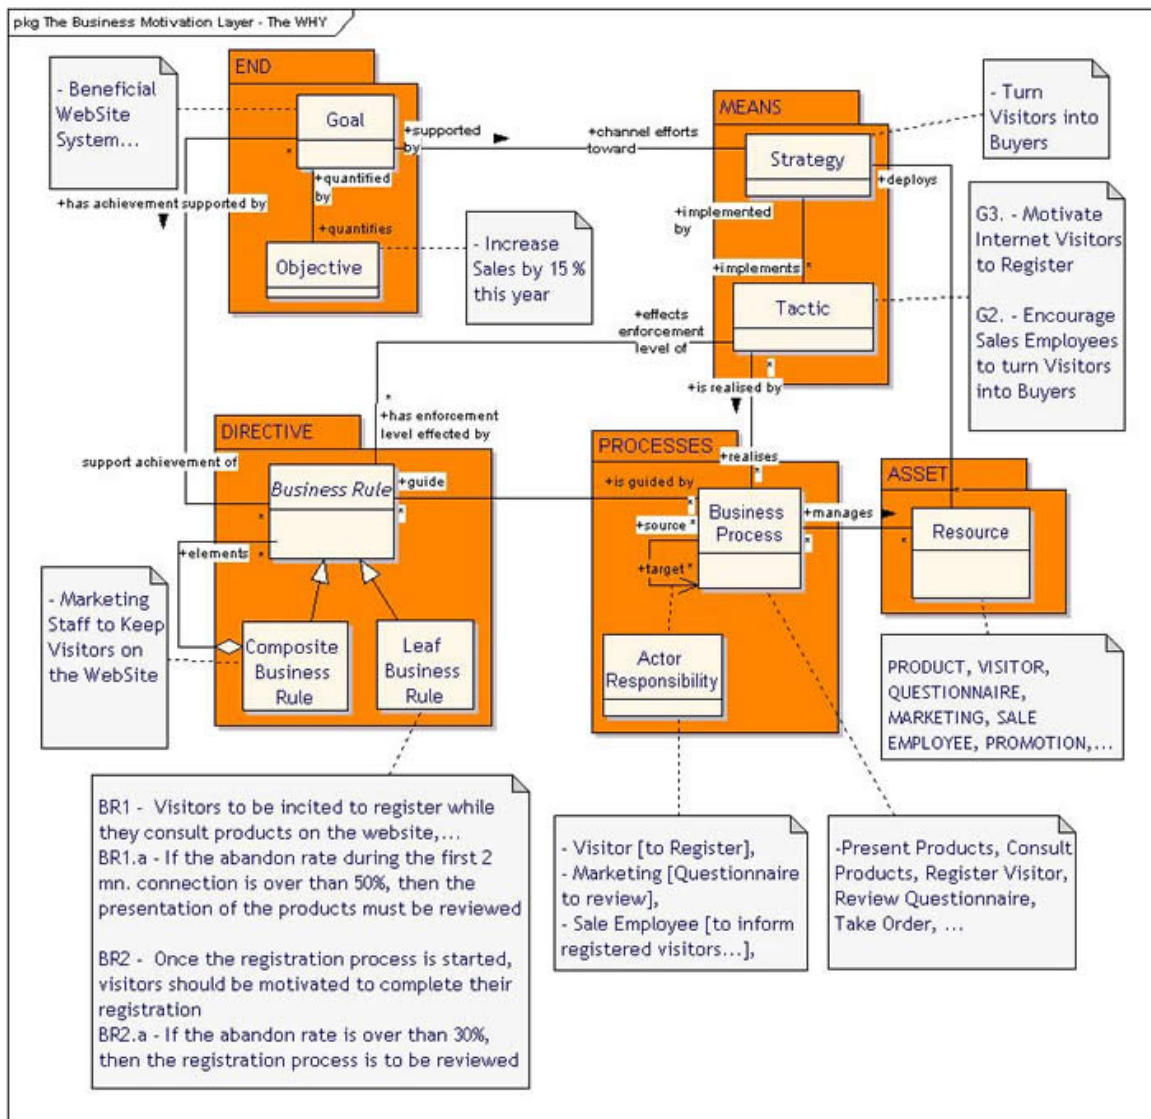 pkg The Business Motivation Layer - The WHY
END
- Beneficial
WebSite
System...
Goal
+supported
by
+channel efforts
toward
*
+quantified
by
+has achievement supported by
+quantifies
Objective
- Increase
Sales by 15 %
this year
MEANS
Strategy
- Turn
Visitors into
Buyers
+deploys
+implemented
by
+implements *
Tactic
G3. - Motivate
Internet Visitors
to Register
G2. - Encourage
Sales Employees
to turn Visitors
into Buyers
+effects
enforcement
level of
*
+is realised by
*
+has enforcement
level effected by
DIRECTIVE
support achievement of
Business Rule
*
*
+guide
*
+elements
Composite
Business
Rule
Leaf
Business
Rule
- Marketing
Staff to Keep
Visitors on
the WebSite
PROCESSES
+realises
*
+is guided by
*
Business
Process
+source *
+target *
+manages
*
Actor
Responsibility
ASSET
*
Resource
*
PRODUCT, VISITOR,
QUESTIONNAIRE,
MARKETING, SALE
EMPLOYEE, PROMOTION,...
BR1 - Visitors to be incited to register while
they consult products on the website,...
BR1.a - If the abandon rate during the first 2
mn. connection is over than 50%, then the
presentation of the products must be reviewed
BR2 - Once the registration process is started,
visitors should be motivated to complete their
registration
BR2.a - If the abandon rate is over than 30%,
then the registration process is to be reviewed
- Visitor [to Register],
- Marketing [Questionnaire
to review],
- Sale Employee [to inform
registered visitors...],
-Present Products, Consult
Products, Register Visitor,
Review Questionnaire,
Take Order, ...